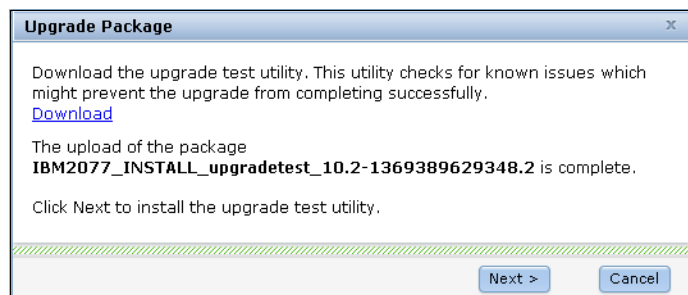 Upgrade Package
x
Download the upgrade test utility. This utility checks for known issues which
might prevent the upgrade from completing successfully.
Download
The upload of the package
IBM2077_INSTALL_upgradetest_10.2-1369389629348.2 is complete.
Click Next to install the upgrade test utility.
Next >
Cancel